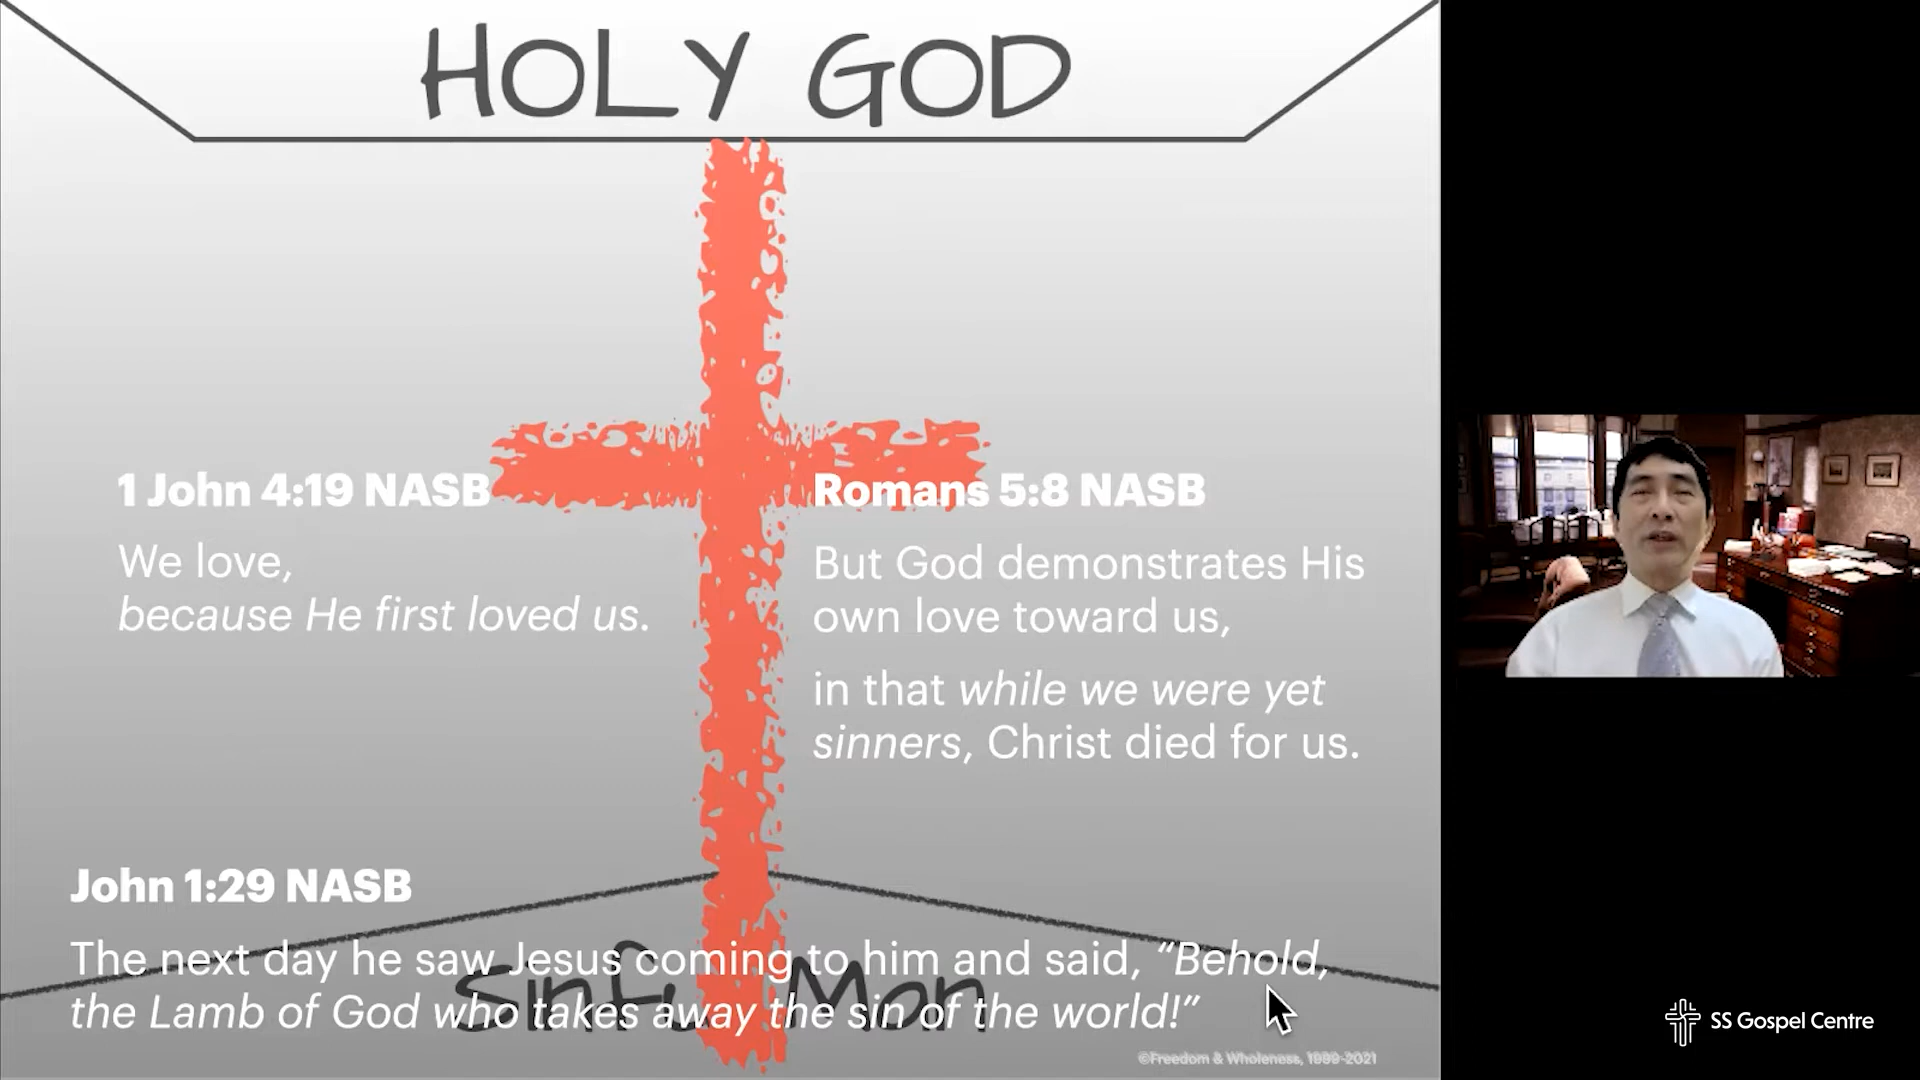 HOLY GOD
1 John 4:19 NASB
We love,
because He first loved us.
Romans 5:8 NASB
But God demonstrates His
own love toward us,
in that while we were yet
sinners, Christ died for us.
John 1:29 NASB
The next day he saw Jesus coming to him and said, “Behold,
the Lamb of God who takes away the sin of the world!”
Sinful Man
©Freedom & Wholeness, 1999-2021
SS Gospel Centre